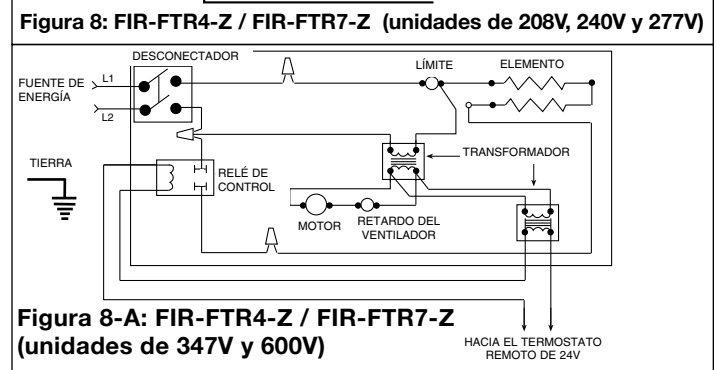 Figura 8: FIR-FTR4-Z / FIR-FTR7-Z (unidades de 208V, 240V y 277V)
DESCONECTADOR
FUENTE DE
ENERGÍA
L1
L2
LÍMITE
ELEMENTO
TIERRA
RELÉ DE
CONTROL
TRANSFORMADOR
MOTOR
RETARDO DEL
VENTILADOR
Figura 8-A: FIR-FTR4-Z / FIR-FTR7-Z
(unidades de 347V y 600V)
HACIA EL TERMOSTATO
REMOTO DE 24V